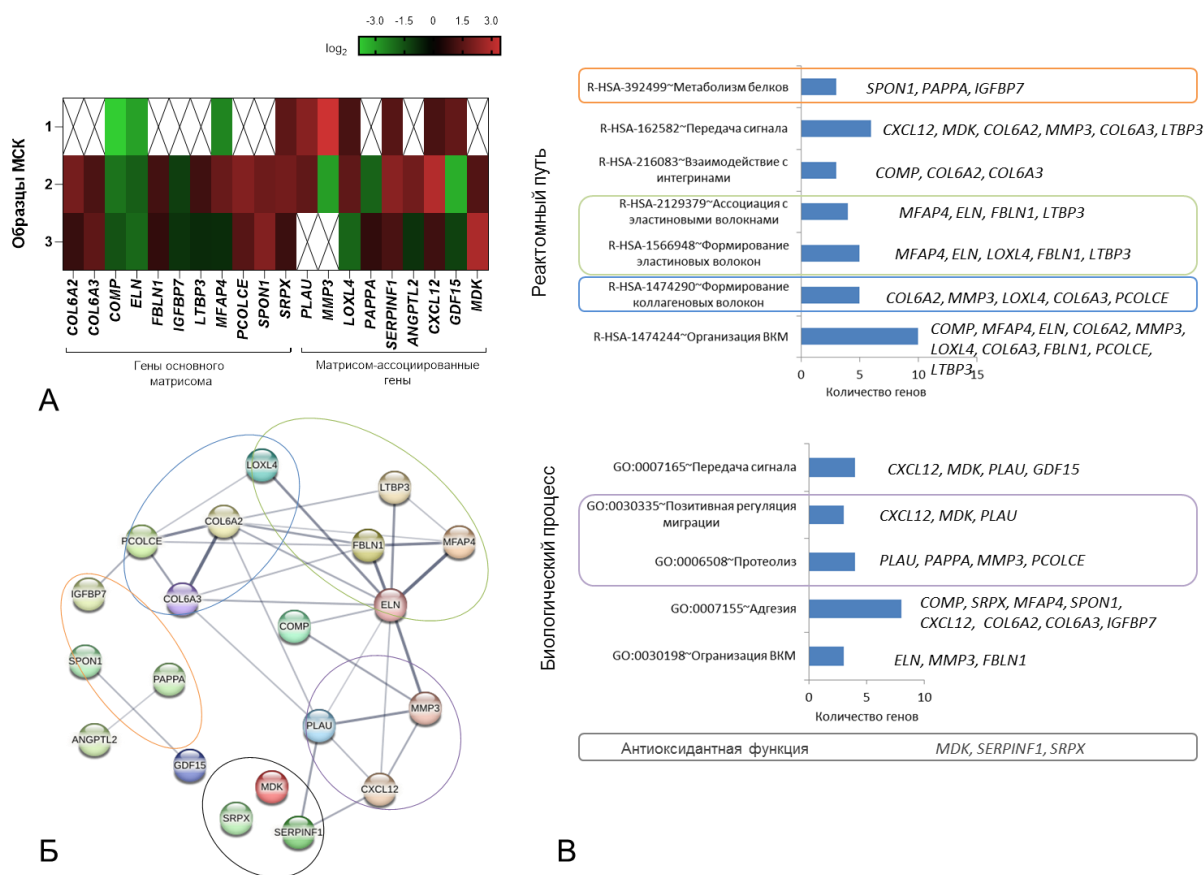 -3.0 -1.5 0 1.5 3.0
log2
Образцы МСК
1
2
3
COL6A2
COL6A3
COMP
ELN
FBLN1
IGFBP7
LTBP3
MFAP4
PCOLCE
SPON1
SRPX
PLAU
MMP3
LOXL4
PAPPA
SERPINF1
ANGPTL2
CXCL12
GDF15
MDK
Гены основного
матрисома
Матрисом-ассоциированные
гены
А
LOXL4
LTBP3
COL6A2
PCOLCE
FBLN1
MFAP4
IGFBP7
COL6A3
ELN
COMP
SPON1
PAPPA
MMP3
PLAU
ANGPTL2
GDF15
MDK
CXCL12
SRPX
SERPINF1
Б
Реактомный путь
R-HSA-392499~Метаболизм белков
SPON1, PAPPA, IGFBP7
R-HSA-162582~Передача сигнала
CXCL12, MDK, COL6A2, MMP3, COL6A3, LTBP3
R-HSA-216083~Взаимодействие с
интегринами
COMP, COL6A2, COL6A3
R-HSA-2129379~Ассоциация с
эластиновыми волокнами
MFAP4, ELN, FBLN1, LTBP3
R-HSA-1566948~Формирование
эластиновых волокон
MFAP4, ELN, LOXL4, FBLN1, LTBP3
R-HSA-1474290~Формирование
коллагеновых волокон
COL6A2, MMP3, LOXL4, COL6A3, PCOLCE
R-HSA-1474244~Организация ВКМ
COMP, MFAP4, ELN, COL6A2, MMP3,
LOXL4, COL6A3, FBLN1, PCOLCE,
LTBP3
0 5 10 15
Количество генов
Биологический процесс
GO:0007165~Передача сигнала
CXCL12, MDK, PLAU, GDF15
GO:0030335~Позитивная регуляция
миграции
CXCL12, MDK, PLAU
GO:0006508~Протеолиз
PLAU, PAPPA, MMP3, PCOLCE
GO:0007155~Адгезия
COMP, SRPX, MFAP4, SPON1,
CXCL12, COL6A2, COL6A3, IGFBP7
GO:0030198~Огранизация ВКМ
ELN, MMP3, FBLN1
0 5 10
Количество генов
Антиоксидантная функция MDK, SERPINF1, SRPX
В